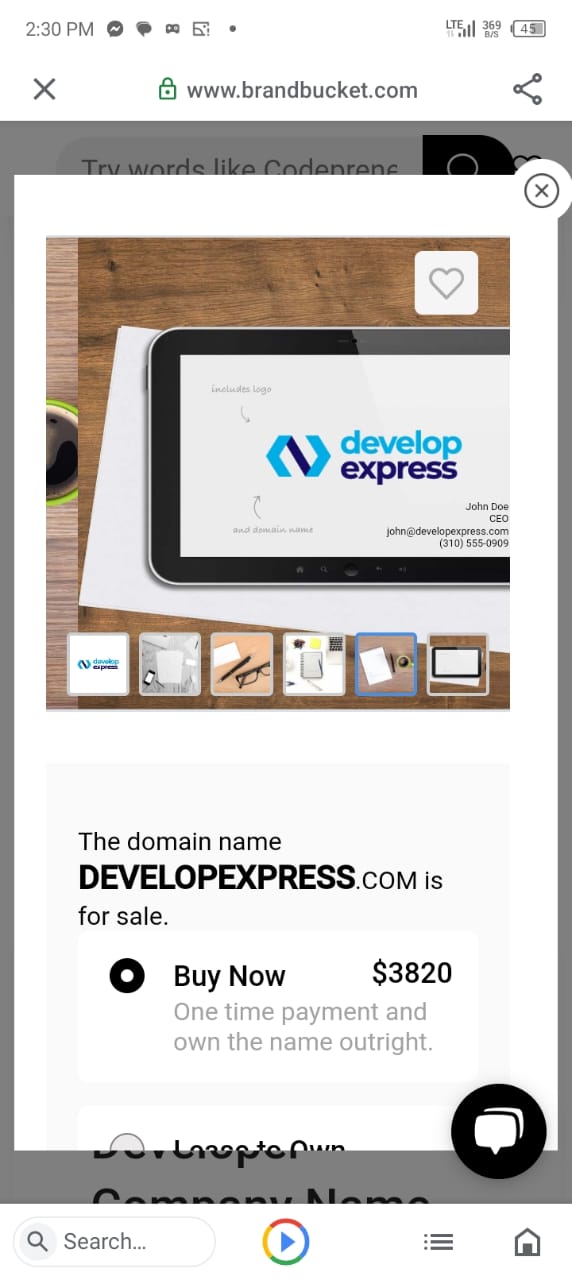 2:30 PM
LTE 369 B/S 45
www.brandbucket.com
Try words like Codeprene
includes logo
develop
express
and domain name
John Doe
CEO
john@developexpress.com
(310) 555-0909
develop
express
The domain name
DEVELOPEXPRESS.COM is
for sale.
Buy Now $3820
One time payment and
own the name outright.
Lease to Own
Developer
Company Name
Search...